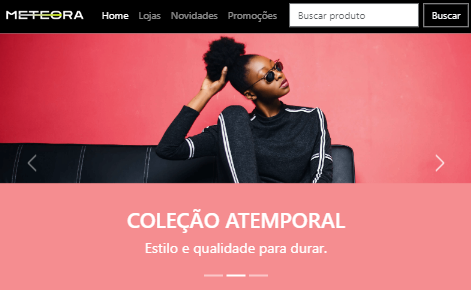 METEORA Home Lojas Novidades Promoções Buscar produto Buscar
COLEÇÃO ATEMPORAL
Estilo e qualidade para durar.